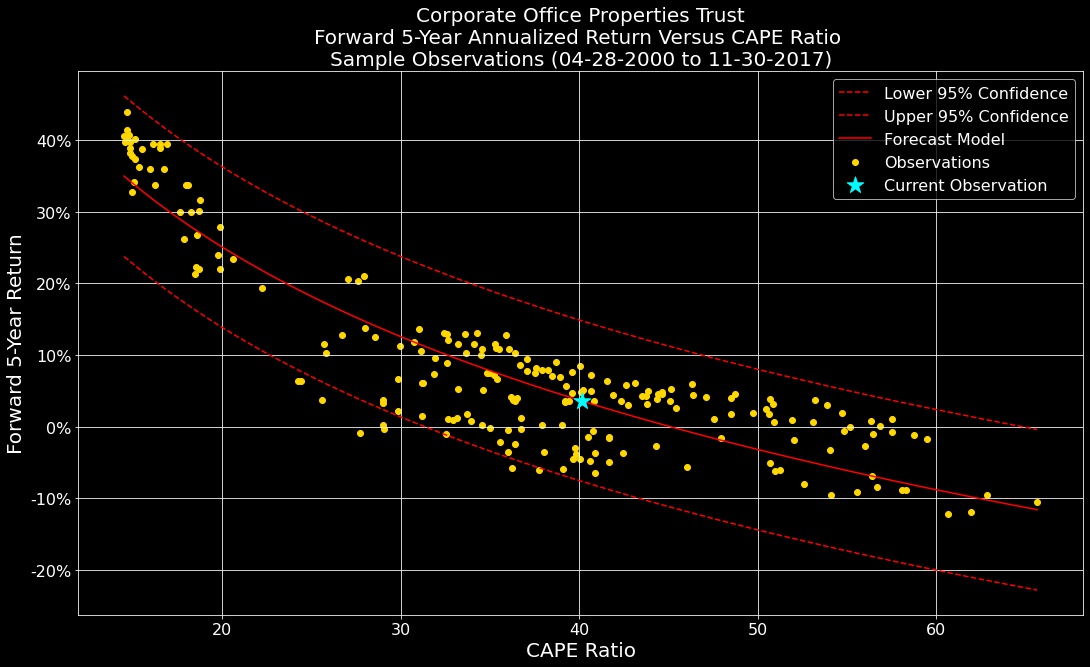 Corporate Office Properties Trust
Forward 5-Year Annualized Return Versus CAPE Ratio
Sample Observations (04-28-2000 to 11-30-2017)
Lower 95% Confidence
Upper 95% Confidence
Forecast Model
Observations
Current Observation
Forward 5-Year Return
40%
30%
20%
10%
0%
-10%
-20%
20 30 40 50 60
CAPE Ratio